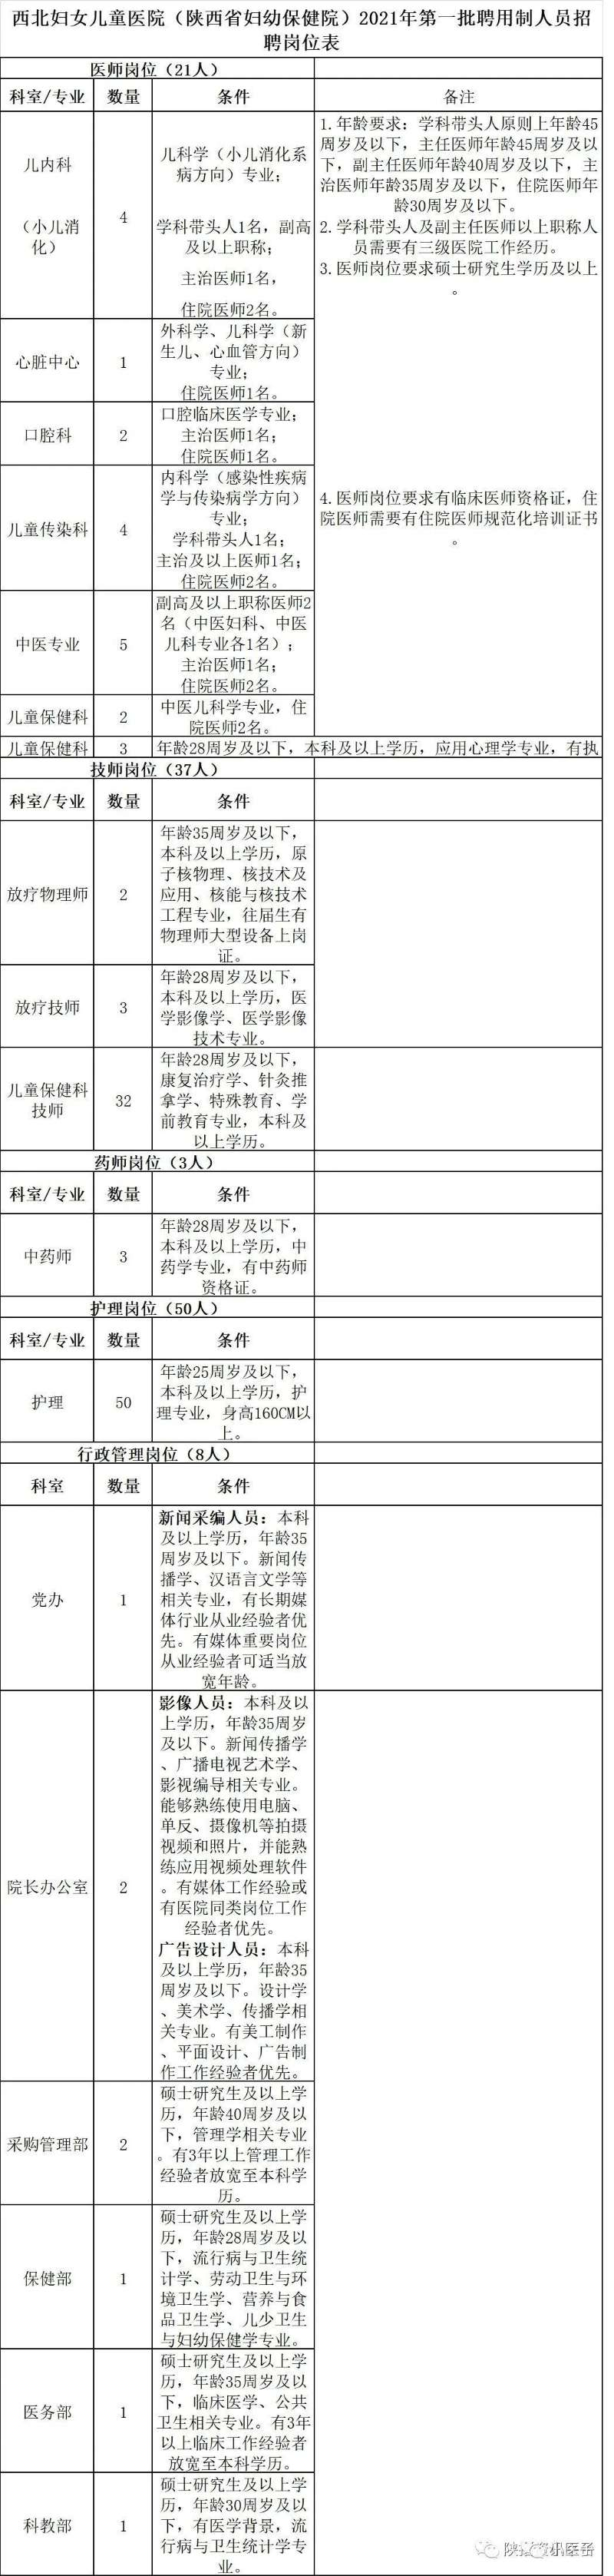 西北妇女儿童医院（陕西省妇幼保健院）2021年第一批聘用制人员招
聘岗位表
医师岗位（21人）
科室/专业 数量 条件 备注
儿内科
（小儿消
化）
4
儿科学（小儿消化系
病方向）专业；
学科带头人1名，副高
及以上职称；
主治医师1名，
住院医师2名。
1.年龄要求：学科带头人原则上年龄45
周岁及以下，主任医师年龄45周岁及以
下，副主任医师年龄40周岁及以下，主
治医师年龄35周岁及以下，住院医师年
龄30周岁及以下。
2.学科带头人及副主任医师以上职称人
员需要有三级医院工作经历。
3.医师岗位要求硕士研究生学历及以上
。
心脏中心
1
外科学、儿科学（新
生儿、心血管方向）
专业；
住院医师1名。
口腔科
2
口腔临床医学专业；
主治医师1名；
住院医师1名。
儿童传染科
4
内科学（感染性疾病
学与传染病学方向）
专业；
学科带头人1名；
主治及以上医师1名；
住院医师2名。
4.医师岗位要求有临床医师资格证，住
院医师需要有住院医师规范化培训证书
。
中医专业
5
副高及以上职称医师2
名（中医妇科、中医
儿科专业各1名）；
主治医师1名；
住院医师2名。
儿童保健科
2
中医儿科学专业，住
院医师2名。
儿童保健科 3 年龄28周岁及以下，本科及以上学历，应用心理学专业，有执
技师岗位（37人）
科室/专业 数量 条件
放疗物理师
2
年龄35周岁及以下，
本科及以上学历，原
子核物理、核技术及
应用、核能与核技术
工程专业，往届生有
物理师大型设备上岗
证。
放疗技师
3
年龄28周岁及以下，
本科及以上学历，医
学影像学、医学影像
技术专业。
儿童保健科
技师
32
年龄28周岁及以下，
康复治疗学、针灸推
拿学、特殊教育、学
前教育专业，本科及
以上学历。
药师岗位（3人）
科室/专业 数量 条件
中药师
3
年龄28周岁及以下，
本科及以上学历，中
药学专业，有中药师
资格证。
护理岗位（50人）
科室/专业 数量 条件
护理
50
年龄25周岁及以下，
本科及以上学历，护
理专业，身高160CM以
上。
行政管理岗位（8人）
科室 数量 条件
党办
1
新闻采编人员：本科
及以上学历，年龄35
周岁及以下。新闻传
播学、汉语言文学等
相关专业，有长期媒
体行业从业经验者优
先。有媒体重要岗位
从业经验者可适当放
宽年龄。
院长办公室
2
影像人员：本科及以
上学历，年龄35周岁
及以下。新闻传播学
、广播电视艺术学、
影视编导相关专业。
能够熟练使用电脑、
单反、摄像机等拍摄
视频和照片，并能熟
练应用视频处理软件
。有媒体工作经验或
有医院同类岗位工作
经验者优先。
广告设计人员：本科
及以上学历，年龄35
周岁及以下。设计学
、美术学、传播学相
关专业。有美工制作
、平面设计、广告制
作工作经验者优先。
采购管理部
2
硕士研究生及以上学
历，年龄40周岁及以
下，管理学相关专业
。有3年以上管理工作
经验者放宽至本科学
历。
保健部
1
硕士研究生及以上学
历，年龄28周岁及以
下，流行病与卫生统
计学、劳动卫生与环
境卫生学、营养与食
品卫生学、儿少卫生
与妇幼保健学专业。
医务部
1
硕士研究生及以上学
历，年龄35周岁及以
下，临床医学、公共
卫生相关专业。有3年
以上临床工作经验者
放宽至本科学历。
科教部
1
硕士研究生及以上学
历，年龄30周岁及以
下，有医学背景，流
行病与卫生统计学专
业。